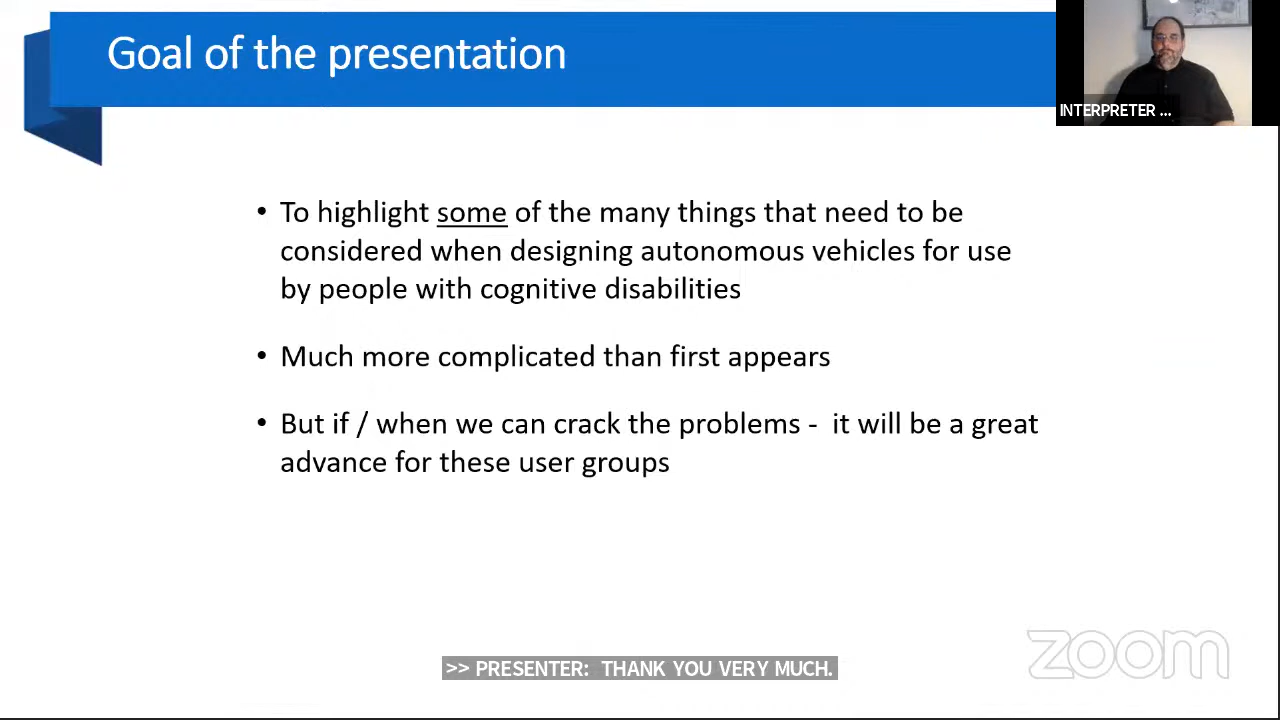 Goal of the presentation
INTERPRETER ...
• To highlight some of the many things that need to be
considered when designing autonomous vehicles for use
by people with cognitive disabilities
• Much more complicated than first appears
• But if / when we can crack the problems - it will be a great
advance for these user groups
zoom
>> PRESENTER: THANK YOU VERY MUCH.